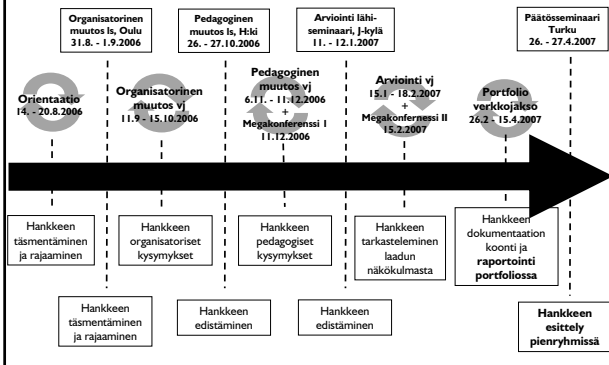 Organisatorinen
muutos ls, Oulu
31.8. - 1.9.2006
Pedagoginen
muutos ls, H:ki
26. - 27.10.2006
Arviointi lähi-
seminaari, J-kylä
11. - 12.1.2007
Päätösseminaari
Turku
26. - 27.4.2007
Orientaatio
14. - 20.8.2006
Organisatorinen
muutos vj
11.9 - 15.10.2006
Pedagoginen
muutos vj
6.11. - 11.12.2006
+
Megakonferenssi I
11.12.2006
Arviointi vj
15.1 - 18.2.2007
+
Megakonfernessi II
15.2.2007
Portfolio
verkkojakso
26.2 - 15.4.2007
Hankkeen
täsmentäminen
ja rajaaminen
Hankkeen
organisatoriset
kysymykset
Hankkeen
pedagogiset
kysymykset
Hankkeen
tarkasteleminen
laadun
näkökulmasta
Hankkeen
dokumentaation
koonti ja
raportointi
portfoliossa
Hankkeen
täsmentäminen
ja rajaaminen
Hankkeen
edistäminen
Hankkeen
edistäminen
Hankkeen
esittely
pienryhmissä